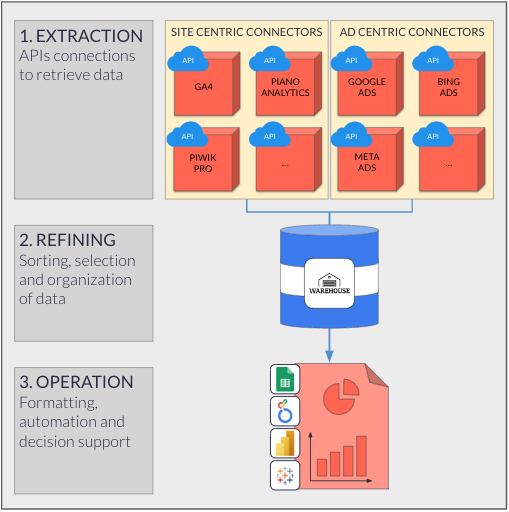 1. EXTRACTION
APIs connections
to retrieve data
SITE CENTRIC CONNECTORS
API
GA4
API
PIANO
ANALYTICS
API
PIWIK
PRO
API
...
AD CENTRIC CONNECTORS
API
GOOGLE
ADS
API
BING
ADS
API
META
ADS
API
...
2. REFINING
Sorting, selection
and organization
of data
WAREHOUSE
3. OPERATION
Formatting,
automation and
decision support